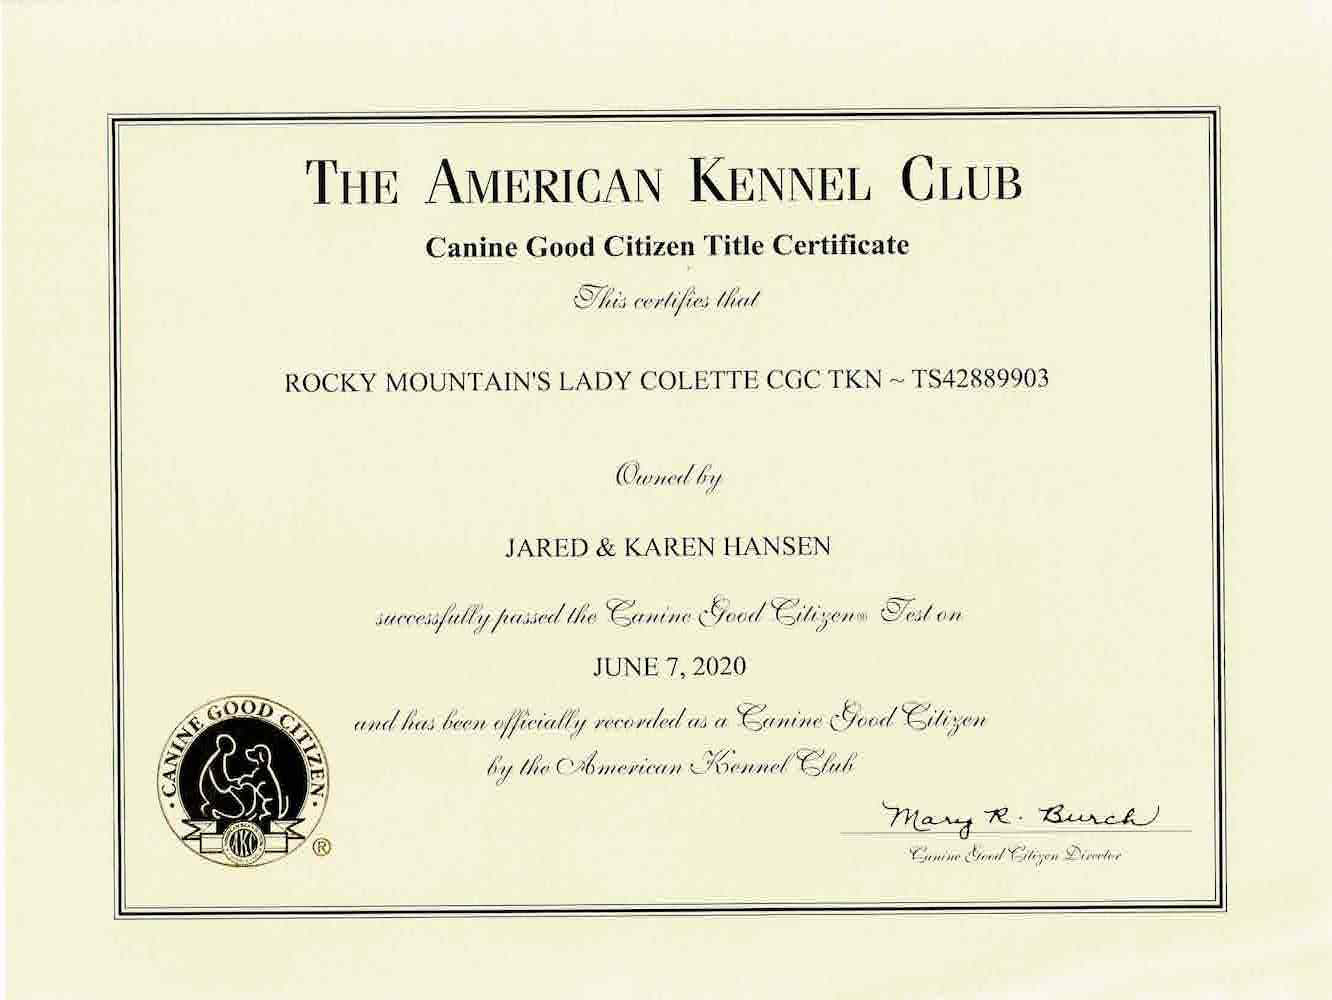 THE AMERICAN KENNEL CLUB
Canine Good Citizen Title Certificate
This certifies that
ROCKY MOUNTAIN'S LADY COLETTE CGC TKN ~ TS42889903
Owned by
JARED & KAREN HANSEN
successfully passed the Canine Good Citizen® Test on
JUNE 7, 2020
and has been officially recorded as a Canine Good Citizen
by the American Kennel Club
• CANINE GOOD CITIZEN •
AKC
®
Mary R. Burch
Canine Good Citizen Director